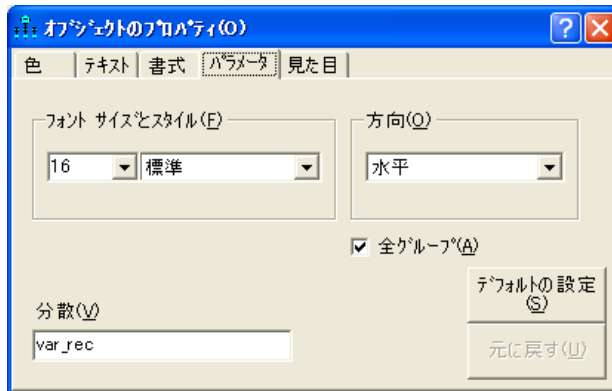 オブジェクトのプロパティ(O)
色 テキスト 書式 パラメータ 見た目
フォント サイズとスタイル(F) 方向(O)
16 標準 水平
全グループ(A)
デフォルトの設定
(S)
分散(V)
var_rec
元に戻す(U)